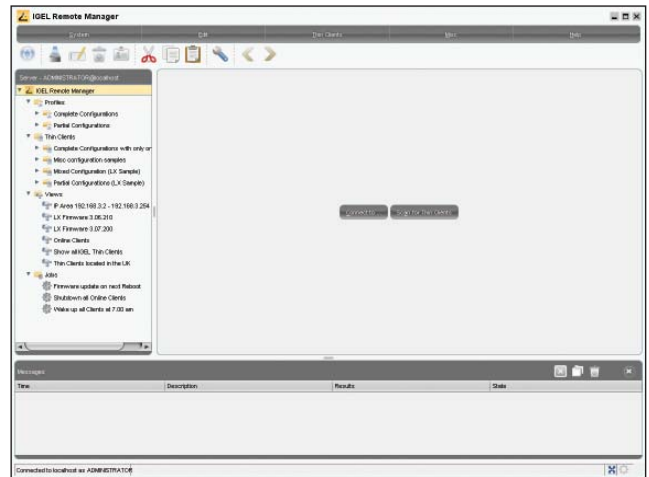 IGEL Remote Manager
System Edit Thin Clients Misc Help
Server - ADMINISTRATOR@localhost
IGEL Remote Manager
Profiles
Complete Configurations
Partial Configurations
Thin Clients
Complete Configurations with only or
Misc configuration samples
Mixed Configuration (LX Sample)
Partial Configurations (LX Sample)
Views
IP Area 192.168.3.2 - 192.168.3.254
LX Firmware 3.06.210
LX Firmware 3.07.200
Online Clients
Show all IGEL Thin Clients
Thin Clients located in the UK
Jobs
Firmware update on next Reboot
Shutdown all Online Clients
Wake up all Clients at 7.00 am
Connect to Scan for Thin Clients
Messages
Time Description Results State
Connected to localhost as ADMINISTRATOR